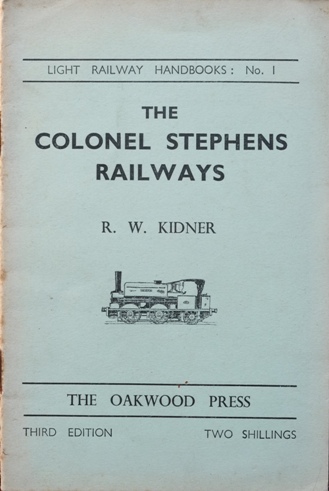 LIGHT RAILWAY HANDBOOKS: No. 1
THE
COLONEL STEPHENS
RAILWAYS
R. W. KIDNER
THE OAKWOOD PRESS
THIRD EDITION TWO SHILLINGS